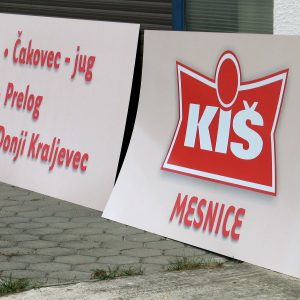 • Čakovec - jug
Prelog
Donji Kraljevec
KIŠ
MESNICE